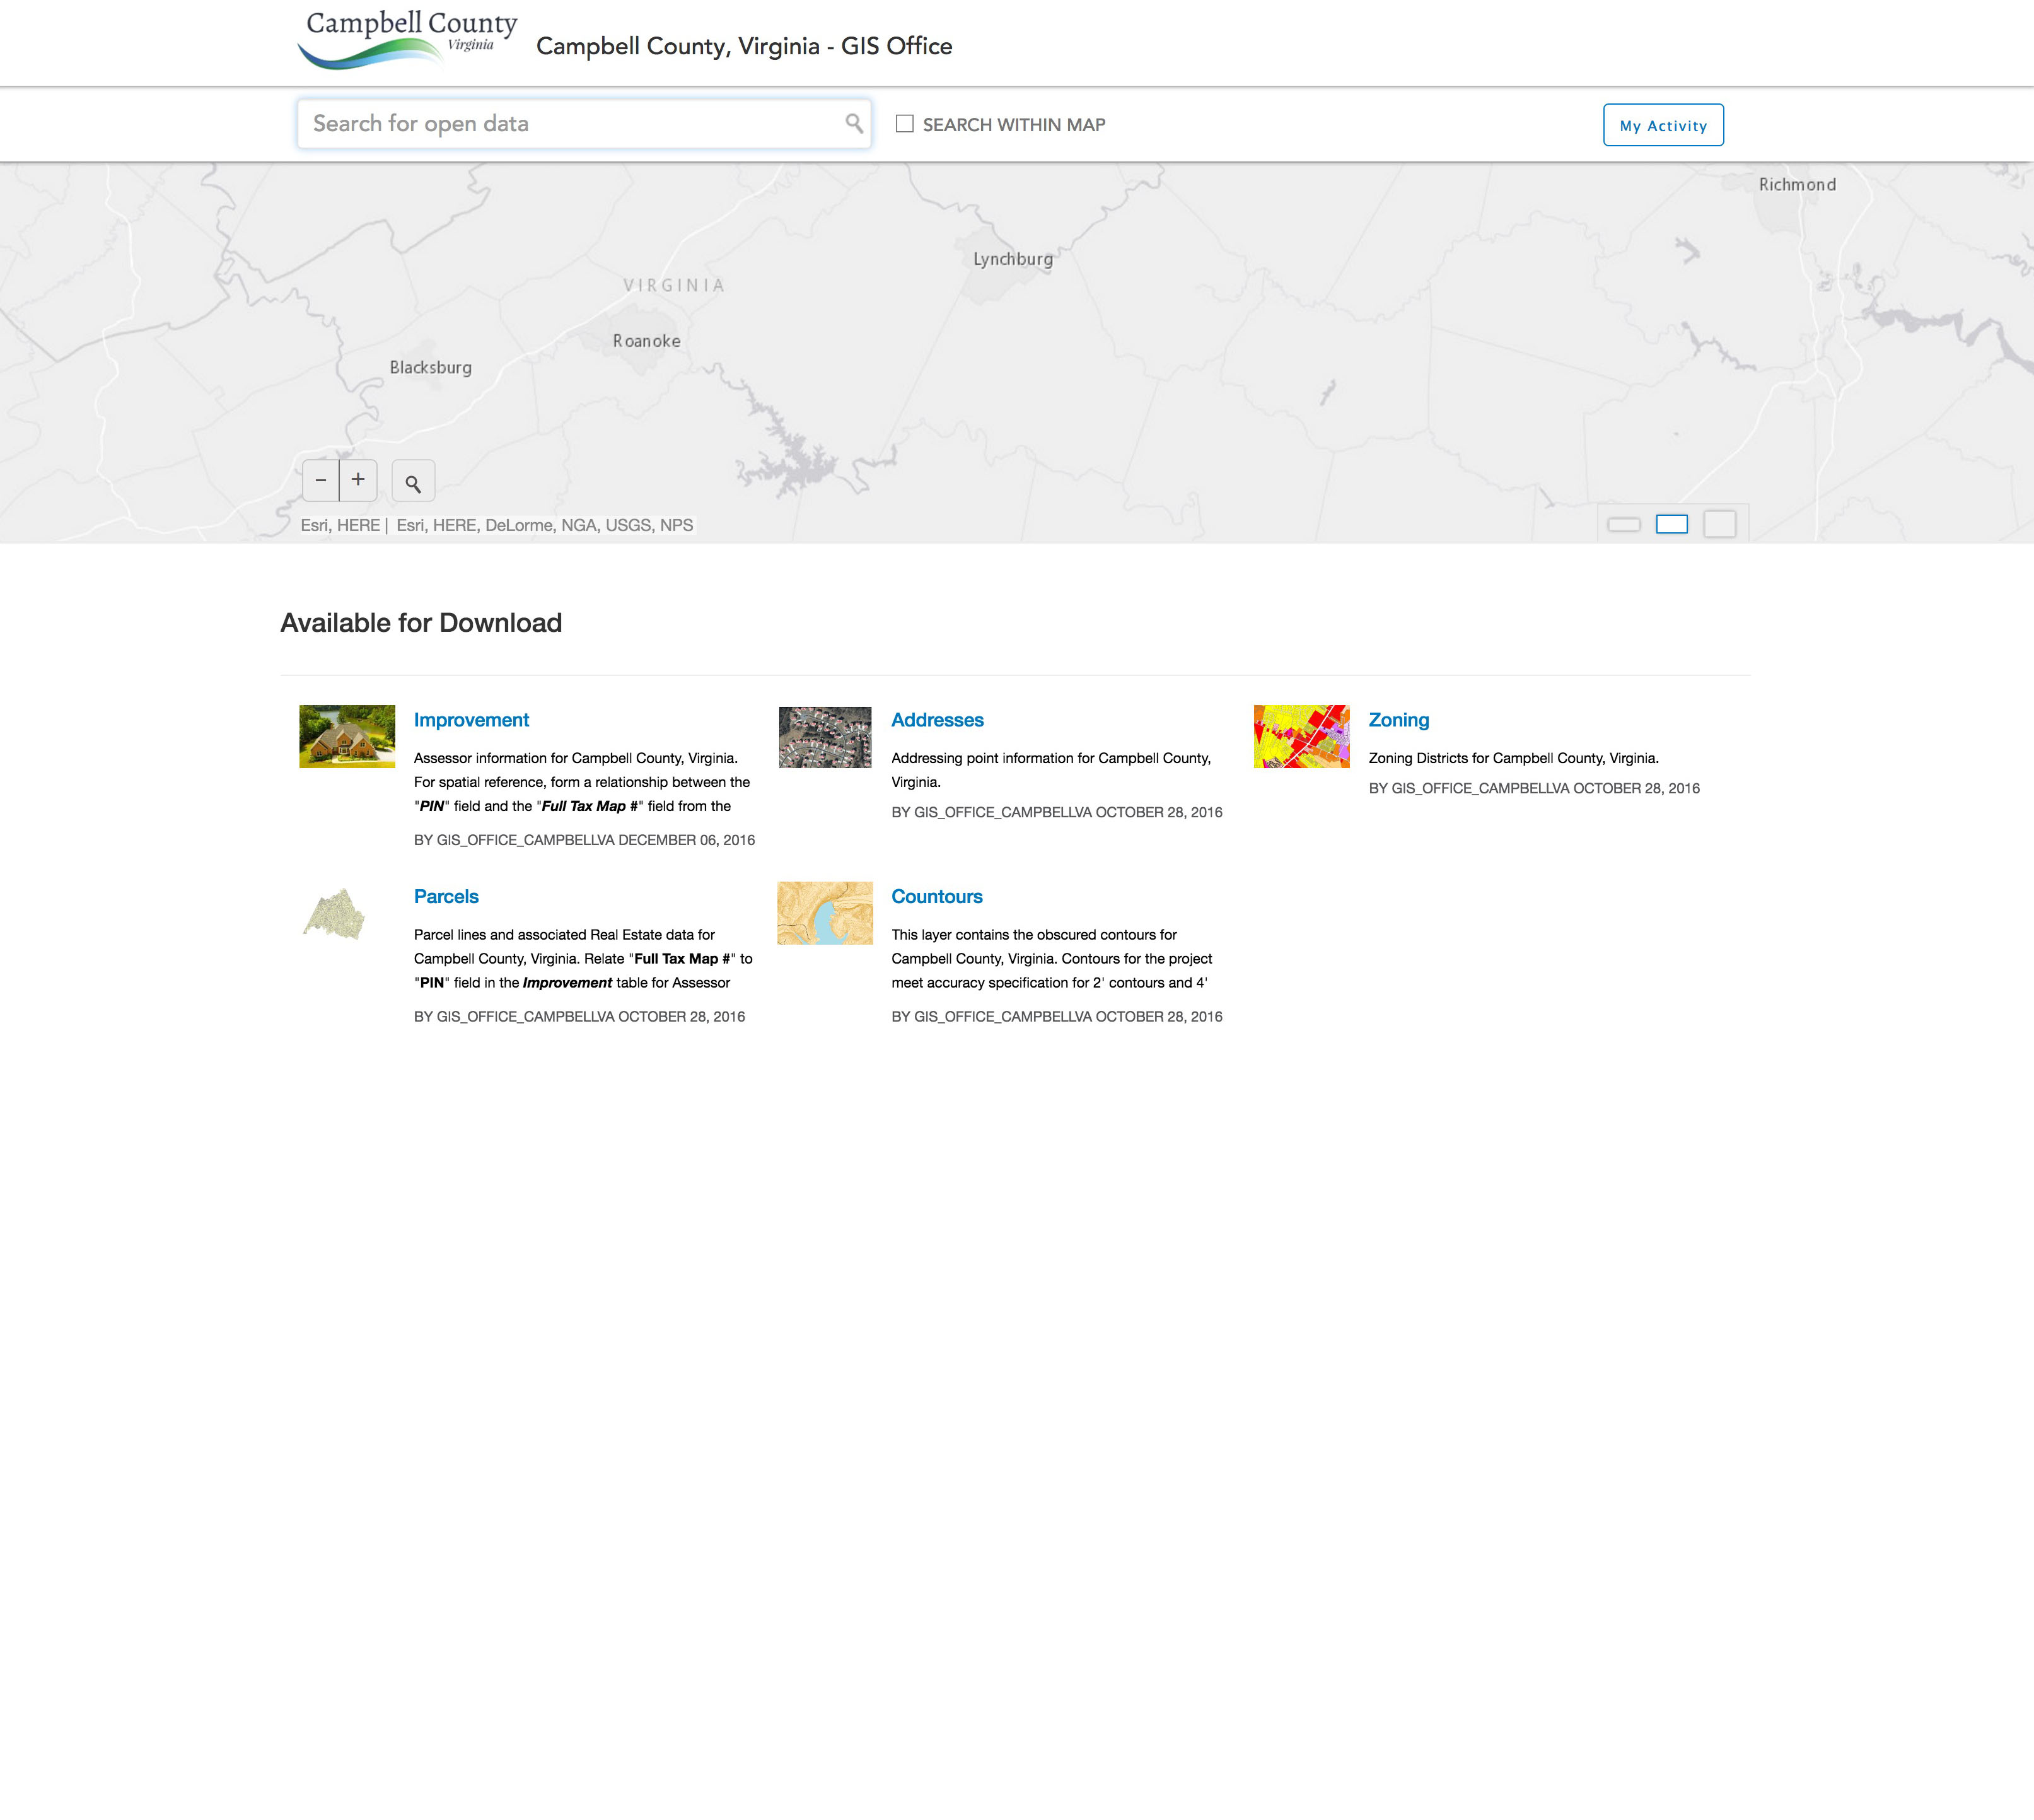 Campbell County
Virginia
Campbell County, Virginia - GIS Office
Search for open data
SEARCH WITHIN MAP
My Activity
Richmond
Lynchburg
VIRGINIA
Roanoke
Blacksburg
− +
Esri, HERE | Esri, HERE, DeLorme, NGA, USGS, NPS
Available for Download
Improvement
Assessor information for Campbell County, Virginia.
For spatial reference, form a relationship between the
"PIN" field and the "Full Tax Map #" field from the
BY GIS_OFFICE_CAMPBELLVA DECEMBER 06, 2016
Addresses
Addressing point information for Campbell County,
Virginia.
BY GIS_OFFICE_CAMPBELLVA OCTOBER 28, 2016
Zoning
Zoning Districts for Campbell County, Virginia.
BY GIS_OFFICE_CAMPBELLVA OCTOBER 28, 2016
Parcels
Parcel lines and associated Real Estate data for
Campbell County, Virginia. Relate "Full Tax Map #" to
"PIN" field in the Improvement table for Assessor
BY GIS_OFFICE_CAMPBELLVA OCTOBER 28, 2016
Countours
This layer contains the obscured contours for
Campbell County, Virginia. Contours for the project
meet accuracy specification for 2' contours and 4'
BY GIS_OFFICE_CAMPBELLVA OCTOBER 28, 2016